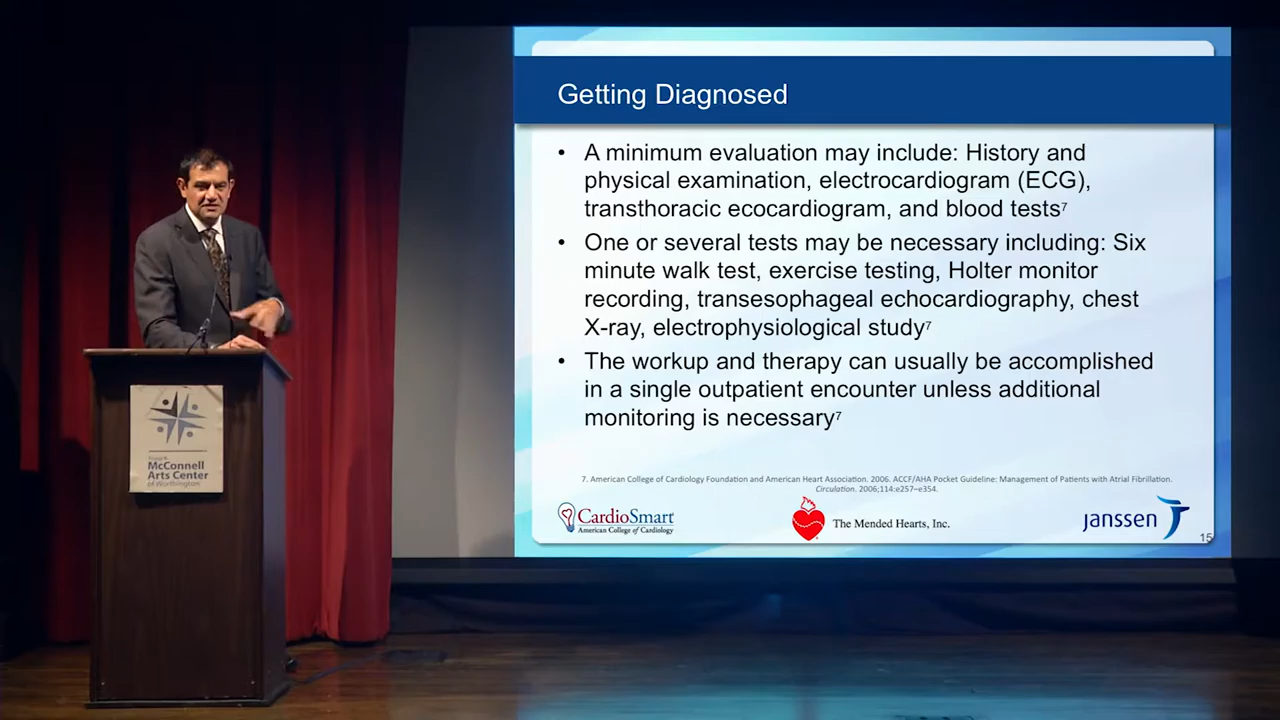 Getting Diagnosed
• A minimum evaluation may include: History and
physical examination, electrocardiogram (ECG),
transthoracic ecocardiogram, and blood tests7
• One or several tests may be necessary including: Six
minute walk test, exercise testing, Holter monitor
recording, transesophageal echocardiography, chest
X-ray, electrophysiological study7
• The workup and therapy can usually be accomplished
in a single outpatient encounter unless additional
monitoring is necessary7
7. American College of Cardiology Foundation and American Heart Association. 2006. ACCF/AHA Pocket Guideline: Management of Patients with Atrial Fibrillation.
Circulation. 2006;114:e257–e354.
CardioSmart
American College of Cardiology
The Mended Hearts, Inc.
janssen
15
McConnell
Arts Center
of Worthington